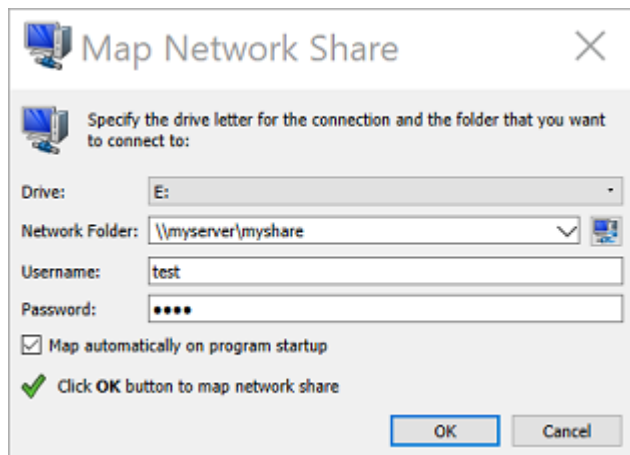 Map Network Share
Specify the drive letter for the connection and the folder that you want
to connect to:
Drive: E:
Network Folder: \\myserver\myshare
Username: test
Password: ••••
Map automatically on program startup
Click OK button to map network share
OK Cancel